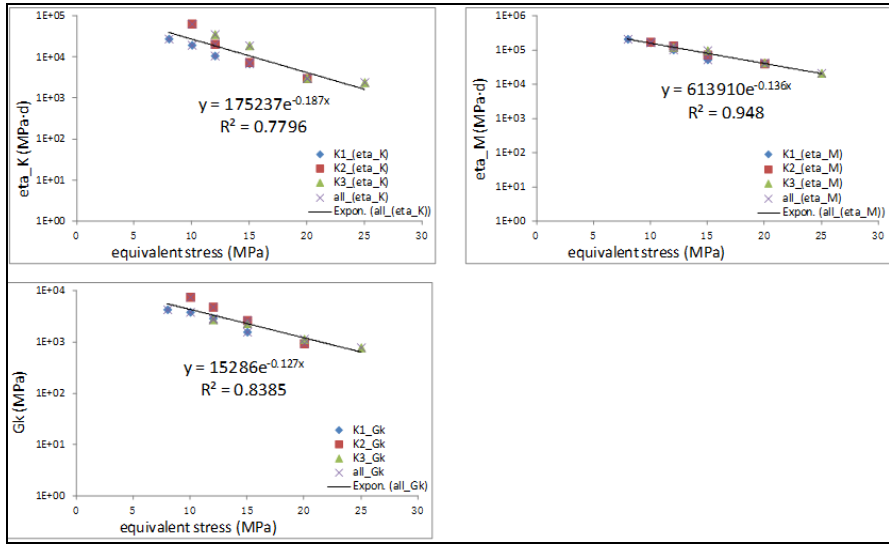 1E+05
1E+04
1E+03
1E+02
1E+01
1E+00
eta_K (MPa·d)
y = 175237e^-0.187x
R² = 0.7796
K1_(eta_K)
K2_(eta_K)
K3_(eta_K)
all_(eta_K)
Expon. (all_(eta_K))
0 5 10 15 20 25 30
equivalent stress (MPa)
1E+06
1E+05
1E+04
1E+03
1E+02
1E+01
1E+00
eta_M (MPa·d)
y = 613910e^-0.136x
R² = 0.948
K1_(eta_M)
K2_(eta_M)
K3_(eta_M)
all_(eta_M)
Expon. (all_(eta_M))
0 5 10 15 20 25 30
equivalent stress (MPa)
1E+04
1E+03
1E+02
1E+01
1E+00
Gk (MPa)
y = 15286e^-0.127x
R² = 0.8385
K1_Gk
K2_Gk
K3_Gk
all_Gk
Expon. (all_Gk)
0 5 10 15 20 25 30
equivalent stress (MPa)